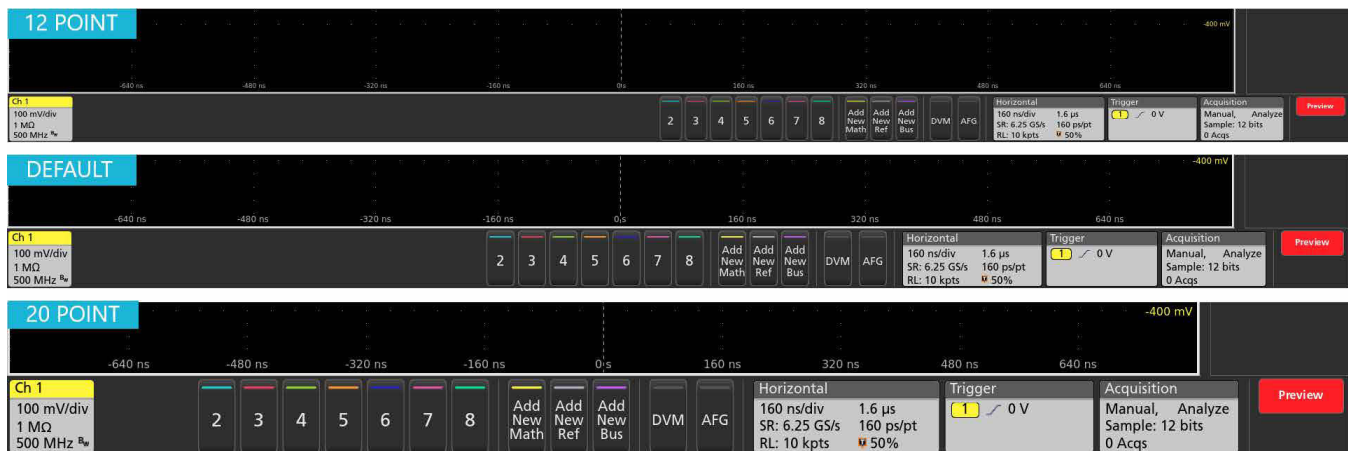 12 POINT
-400 mV
-640 ns -480 ns -320 ns -160 ns 0 s 160 ns 320 ns 480 ns 640 ns
Ch 1 Horizontal Trigger Acquisition
100 mV/div 160 ns/div 1.6 µs 1 0 V Manual, Analyze Preview
1 MΩ 2 3 4 5 6 7 8 Add New Math Add New Ref Add New Bus DVM AFG SR: 6.25 GS/s 160 ps/pt Sample: 12 bits
500 MHz Bw RL: 10 kpts 50% 0 Acqs
DEFAULT
-400 mV
-640 ns -480 ns -320 ns -160 ns 0 s 160 ns 320 ns 480 ns 640 ns
Ch 1 Horizontal Trigger Acquisition
100 mV/div 160 ns/div 1.6 µs 1 0 V Manual, Analyze Preview
1 MΩ 2 3 4 5 6 7 8 Add New Math Add New Ref Add New Bus DVM AFG SR: 6.25 GS/s 160 ps/pt Sample: 12 bits
500 MHz Bw RL: 10 kpts 50% 0 Acqs
20 POINT
-400 mV
-640 ns -480 ns -320 ns -160 ns 0 s 160 ns 320 ns 480 ns 640 ns
Ch 1 Horizontal Trigger Acquisition
100 mV/div 160 ns/div 1.6 µs 1 0 V Manual, Analyze Preview
1 MΩ 2 3 4 5 6 7 8 Add New Math Add New Ref Add New Bus DVM AFG SR: 6.25 GS/s 160 ps/pt Sample: 12 bits
500 MHz Bw RL: 10 kpts 50% 0 Acqs